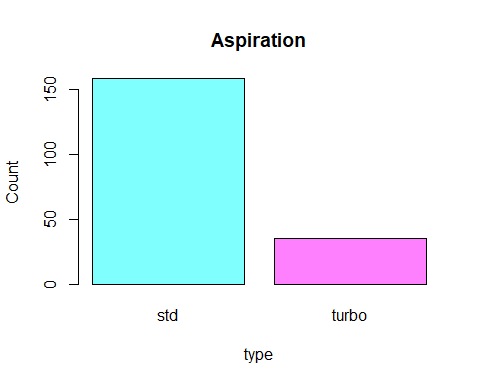 Aspiration
150
100
50
0
Count
std turbo
type